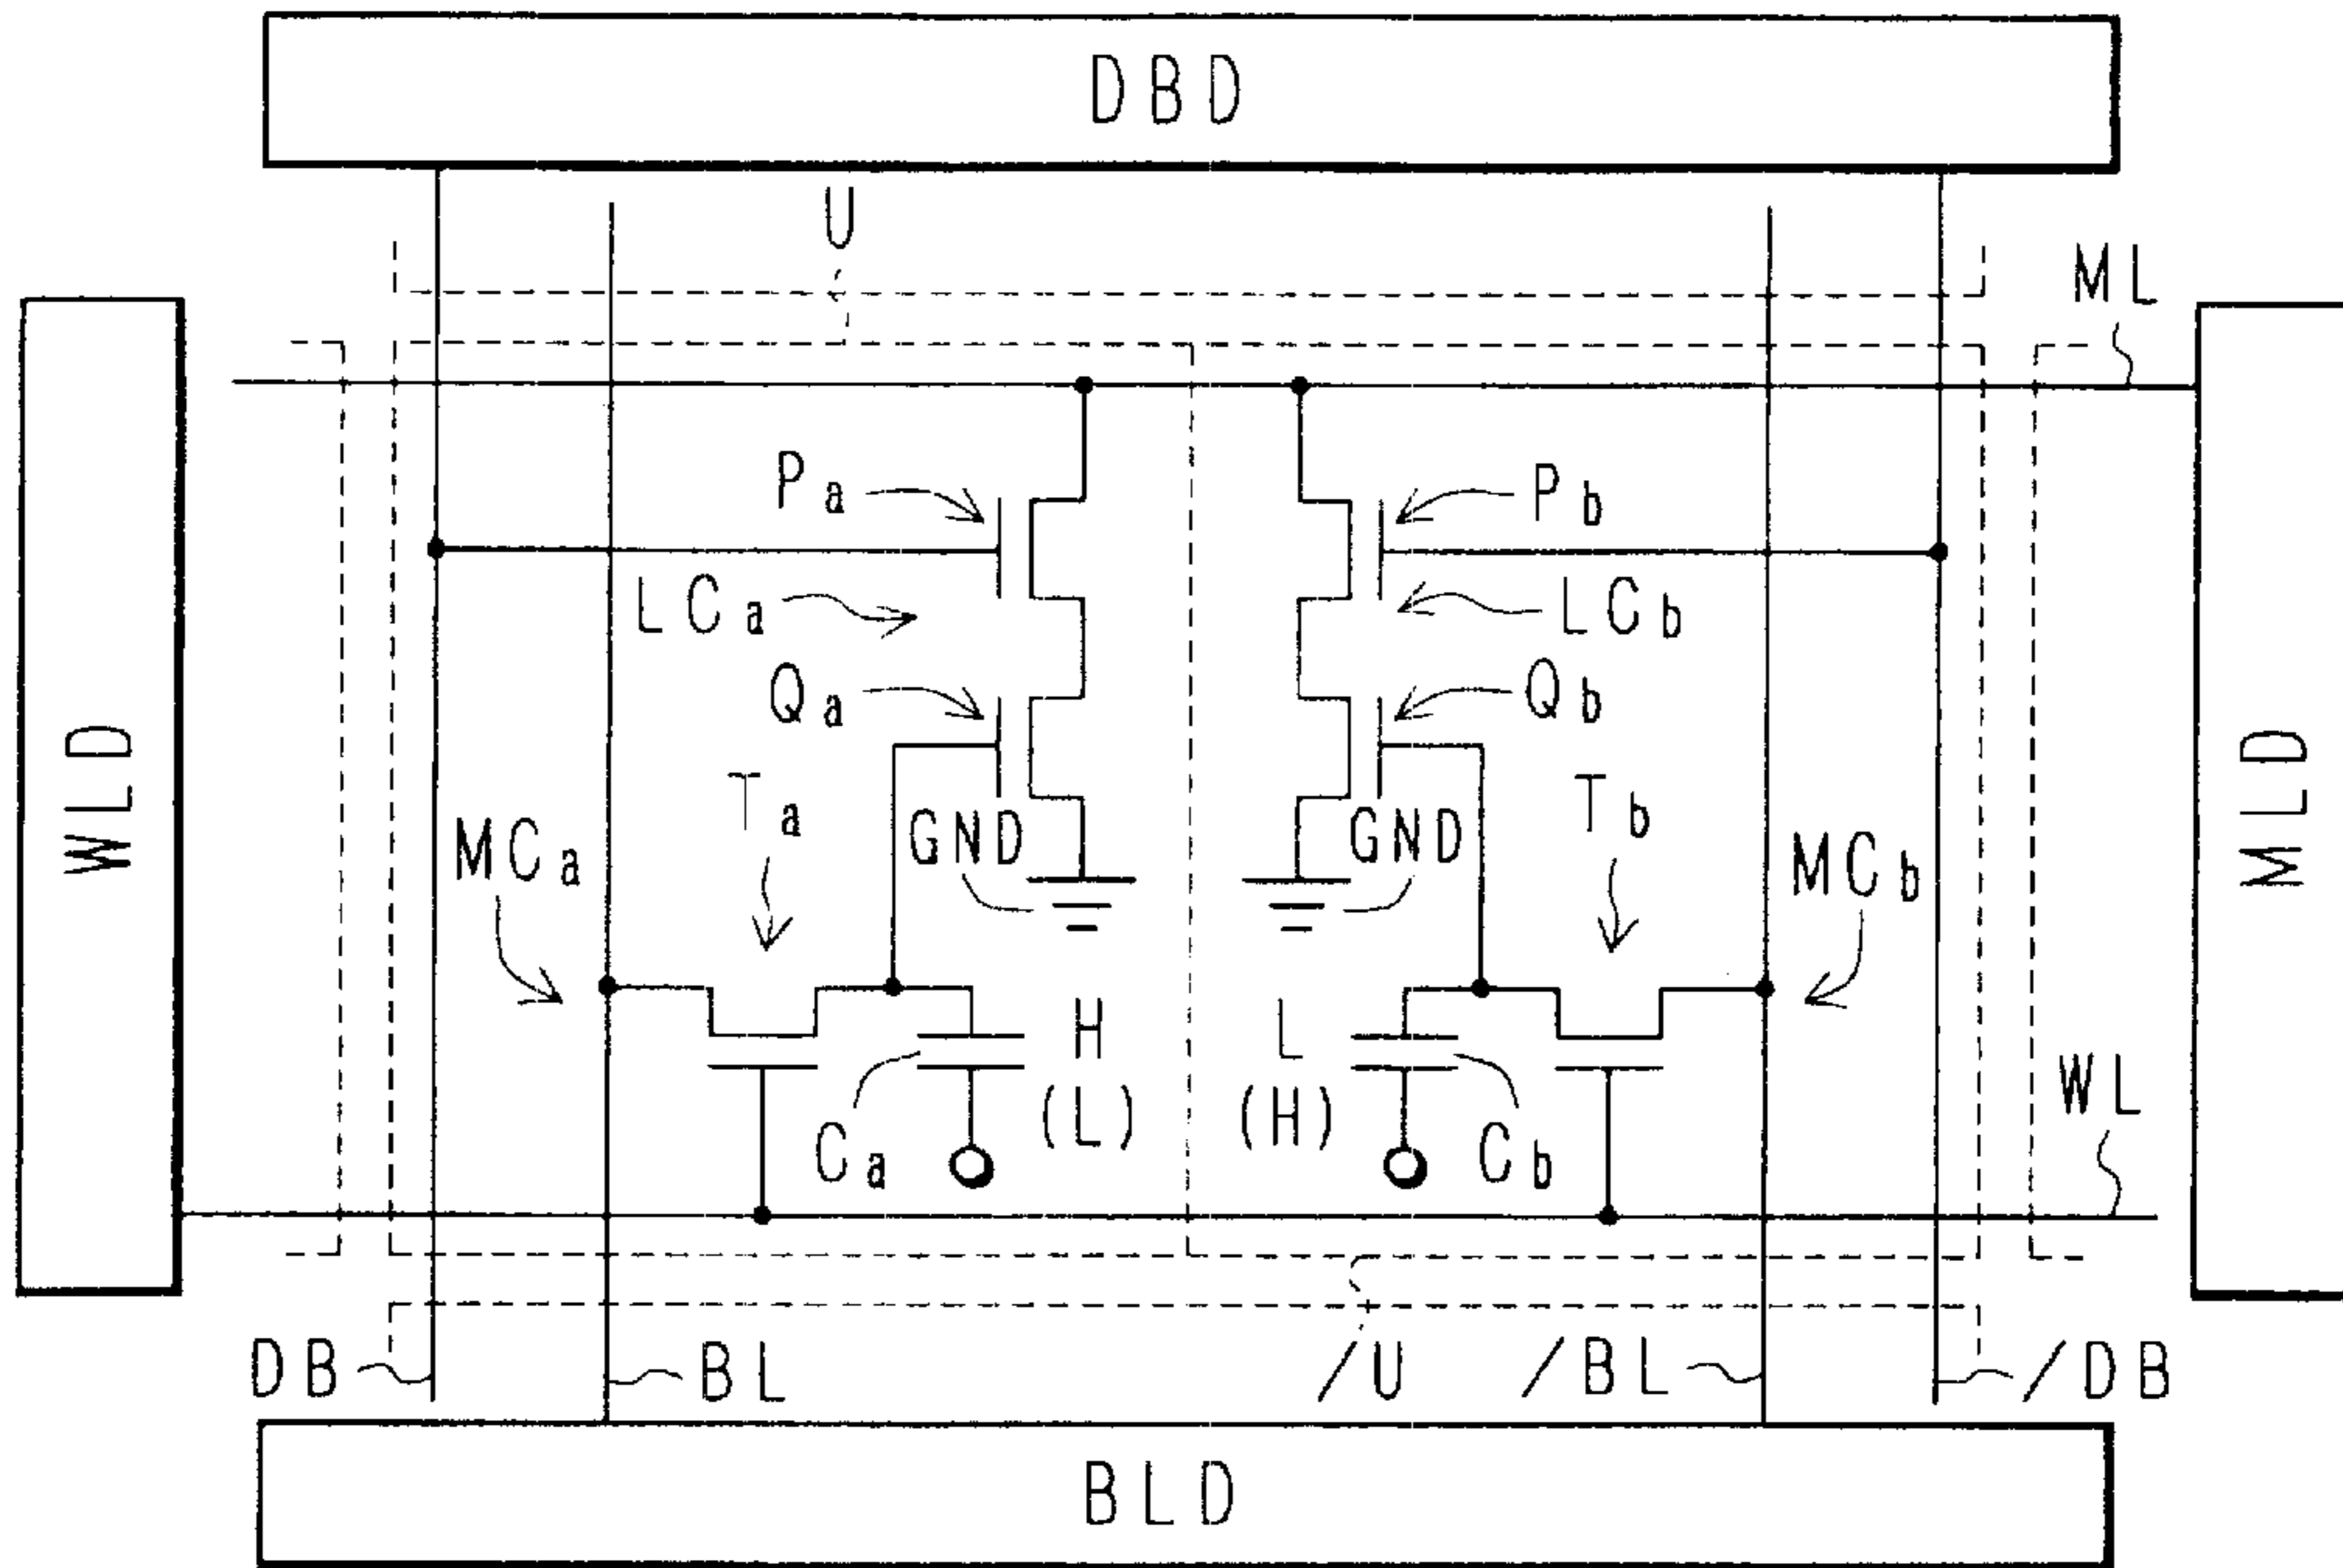 DBD
U
ML
Pa
Pb
LCa
LCb
Qa
Qb
WLD
MLD
Ta
Tb
GND
GND
MCa
MCb
H
L
(L)
(H)
Ca
Cb
WL
DB
BL
/U
/BL
/DB
BLD